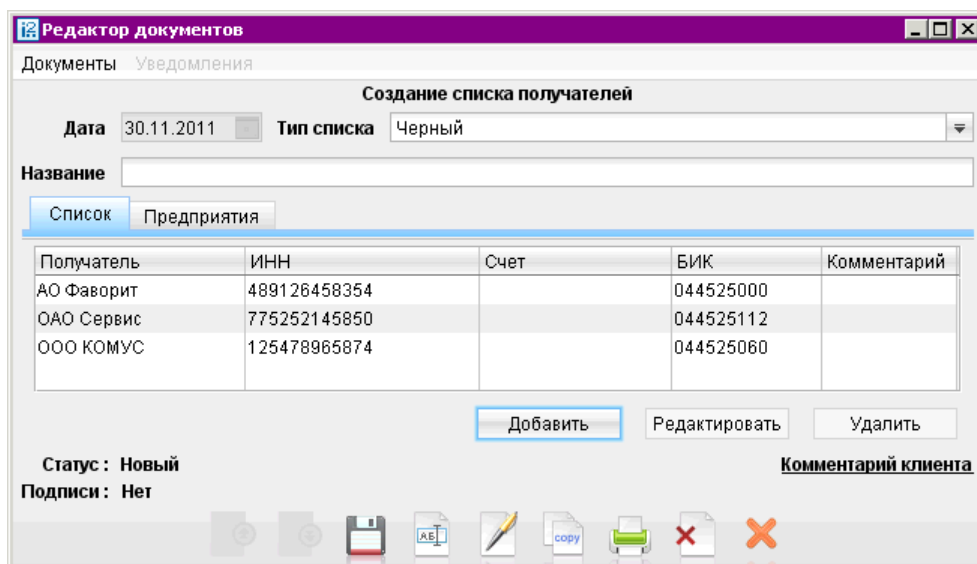 Редактор документов
Документы Уведомления
Создание списка получателей
Дата 30.11.2011 Тип списка Черный
Название
Список Предприятия
Получатель ИНН Счет БИК Комментарий
АО Фаворит 489126458354 044525000
ОАО Сервис 775252145850 044525112
ООО КОМУС 125478965874 044525060
Добавить Редактировать Удалить
Статус : Новый Комментарий клиента
Подписи : Нет
АБ copy